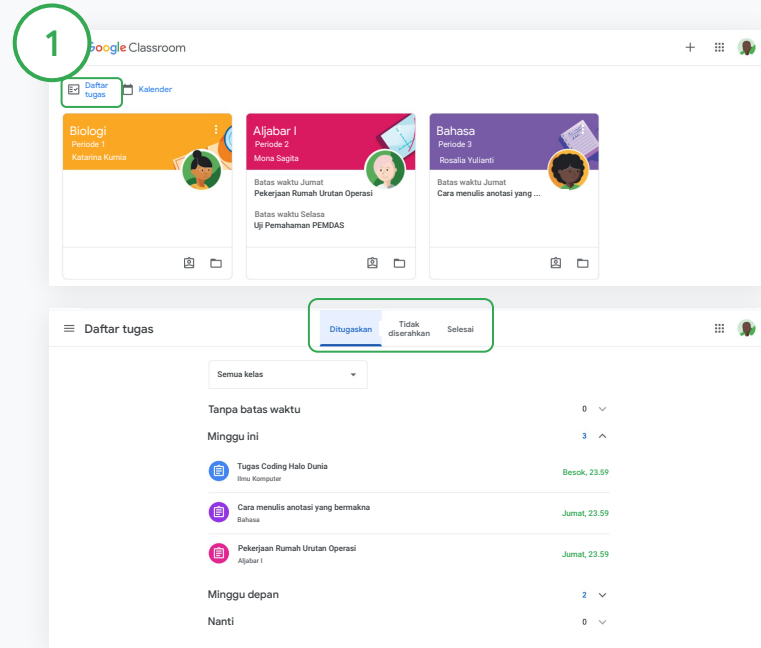 1
Google Classroom
Daftar
tugas
Kalender
Biologi
Periode 1
Katarina Kurnia
Aljabar I
Periode 2
Mona Sagita
Batas waktu Jumat
Pekerjaan Rumah Urutan Operasi
Batas waktu Selasa
Uji Pemahaman PEMDAS
Bahasa
Periode 3
Rosalia Yulianti
Batas waktu Jumat
Cara menulis anotasi yang ...
Daftar tugas
Ditugaskan
Tidak
diserahkan
Selesai
Semua kelas
Tanpa batas waktu 0
Minggu ini 3
Tugas Coding Halo Dunia
Ilmu Komputer
Besok, 23.59
Cara menulis anotasi yang bermakna
Bahasa
Jumat, 23.59
Pekerjaan Rumah Urutan Operasi
Aljabar I
Jumat, 23.59
Minggu depan 2
Nanti 0